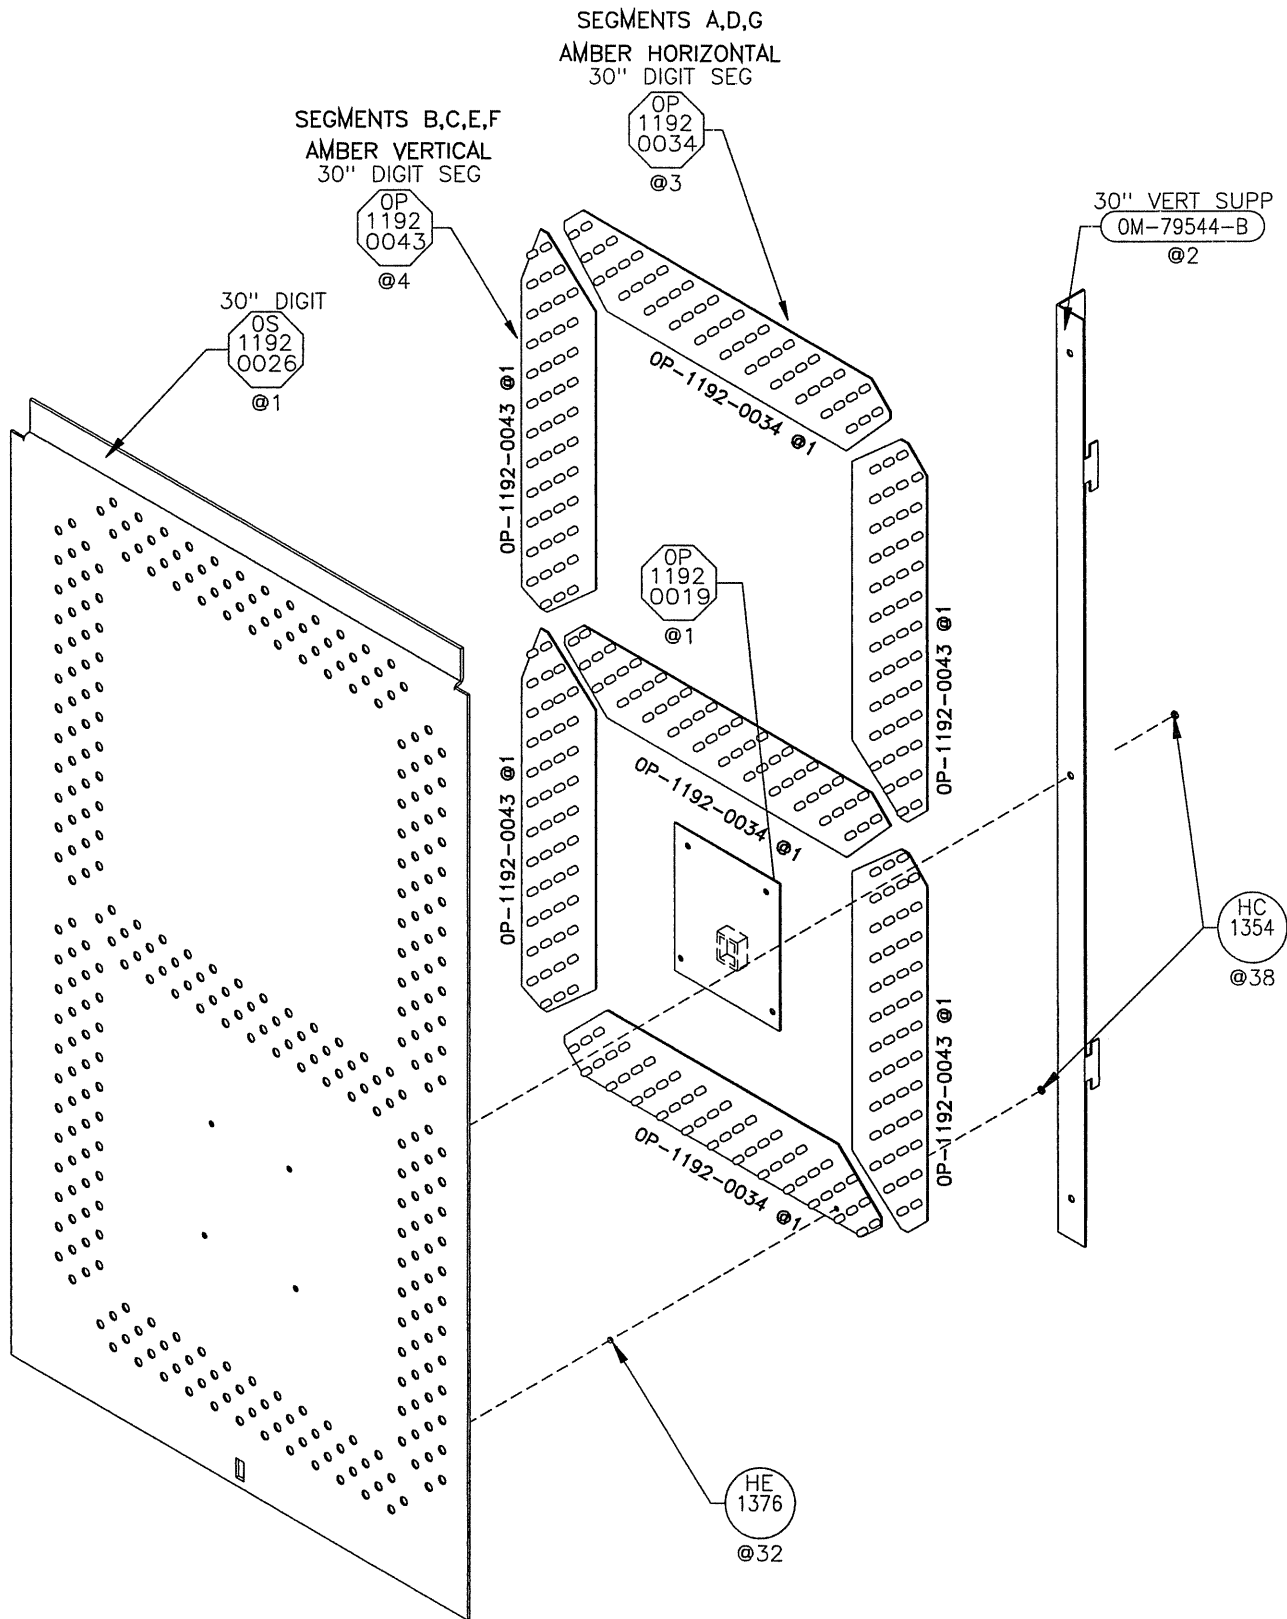 SEGMENTS A,D,G
AMBER HORIZONTAL
30" DIGIT SEG
0P
1192
0034
@3
SEGMENTS B,C,E,F
AMBER VERTICAL
30" DIGIT SEG
0P
1192
0043
@4
30" VERT SUPP
0M-79544-B
@2
30" DIGIT
0S
1192
0026
@1
0P-1192-0043 @1
0P-1192-0034 @1
0P
1192
0019
@1
0P-1192-0043 @1
0P-1192-0043 @1
0P-1192-0034 @1
HC
1354
@38
0P-1192-0043 @1
0P-1192-0034 @1
HE
1376
@32